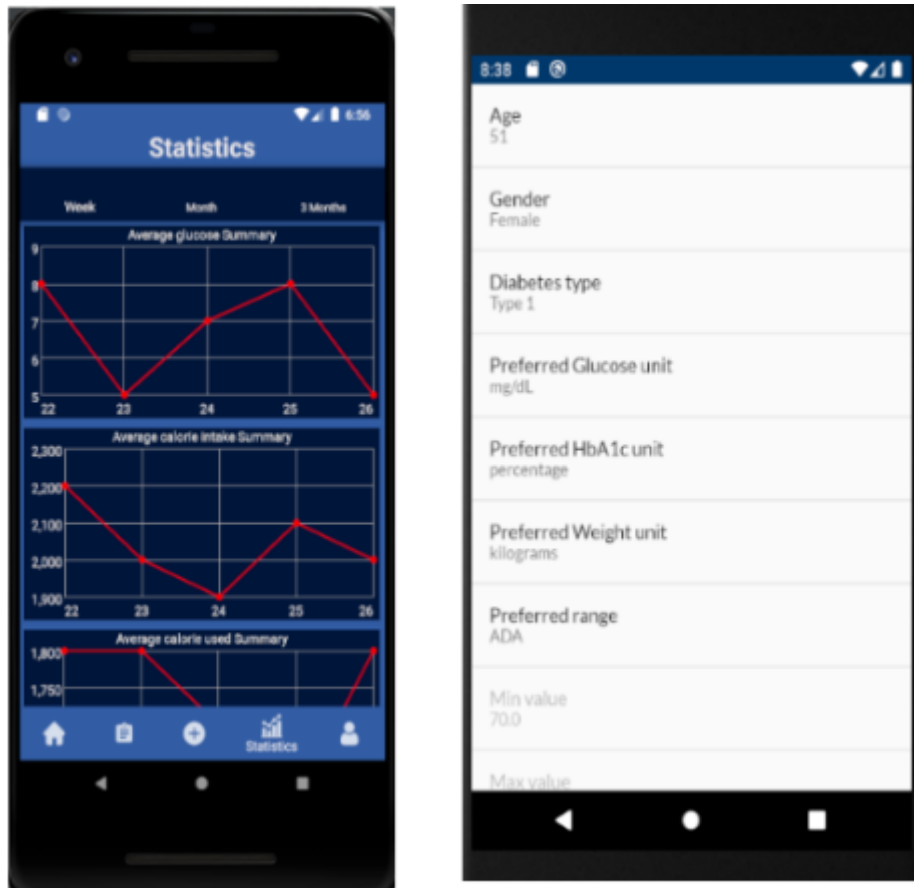 6:56
Statistics
Week Month 3 Months
Average glucose Summary
9
8
7
6
5
22 23 24 25 26
Average calorie intake Summary
2,300
2,200
2,100
2,000
1,900
22 23 24 25 26
Average calorie used Summary
1,800
1,750
Statistics
8:38
Age
51
Gender
Female
Diabetes type
Type 1
Preferred Glucose unit
mg/dL
Preferred HbA1c unit
percentage
Preferred Weight unit
kilograms
Preferred range
ADA
Min value
70.0
Max value